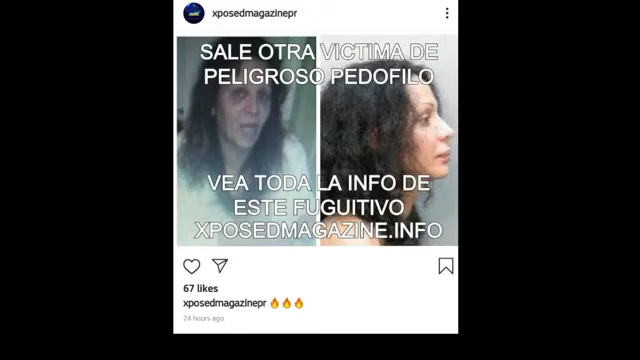 xposedmagazinepr
SALE OTRA VICTIMA DE
PELIGROSO PEDOFILO
VEA TODA LA INFO DE
ESTE FUGUITIVO
XPOSEDMAGAZINE.INFO
67 likes
xposedmagazinepr 🔥🔥🔥
24 hours ago